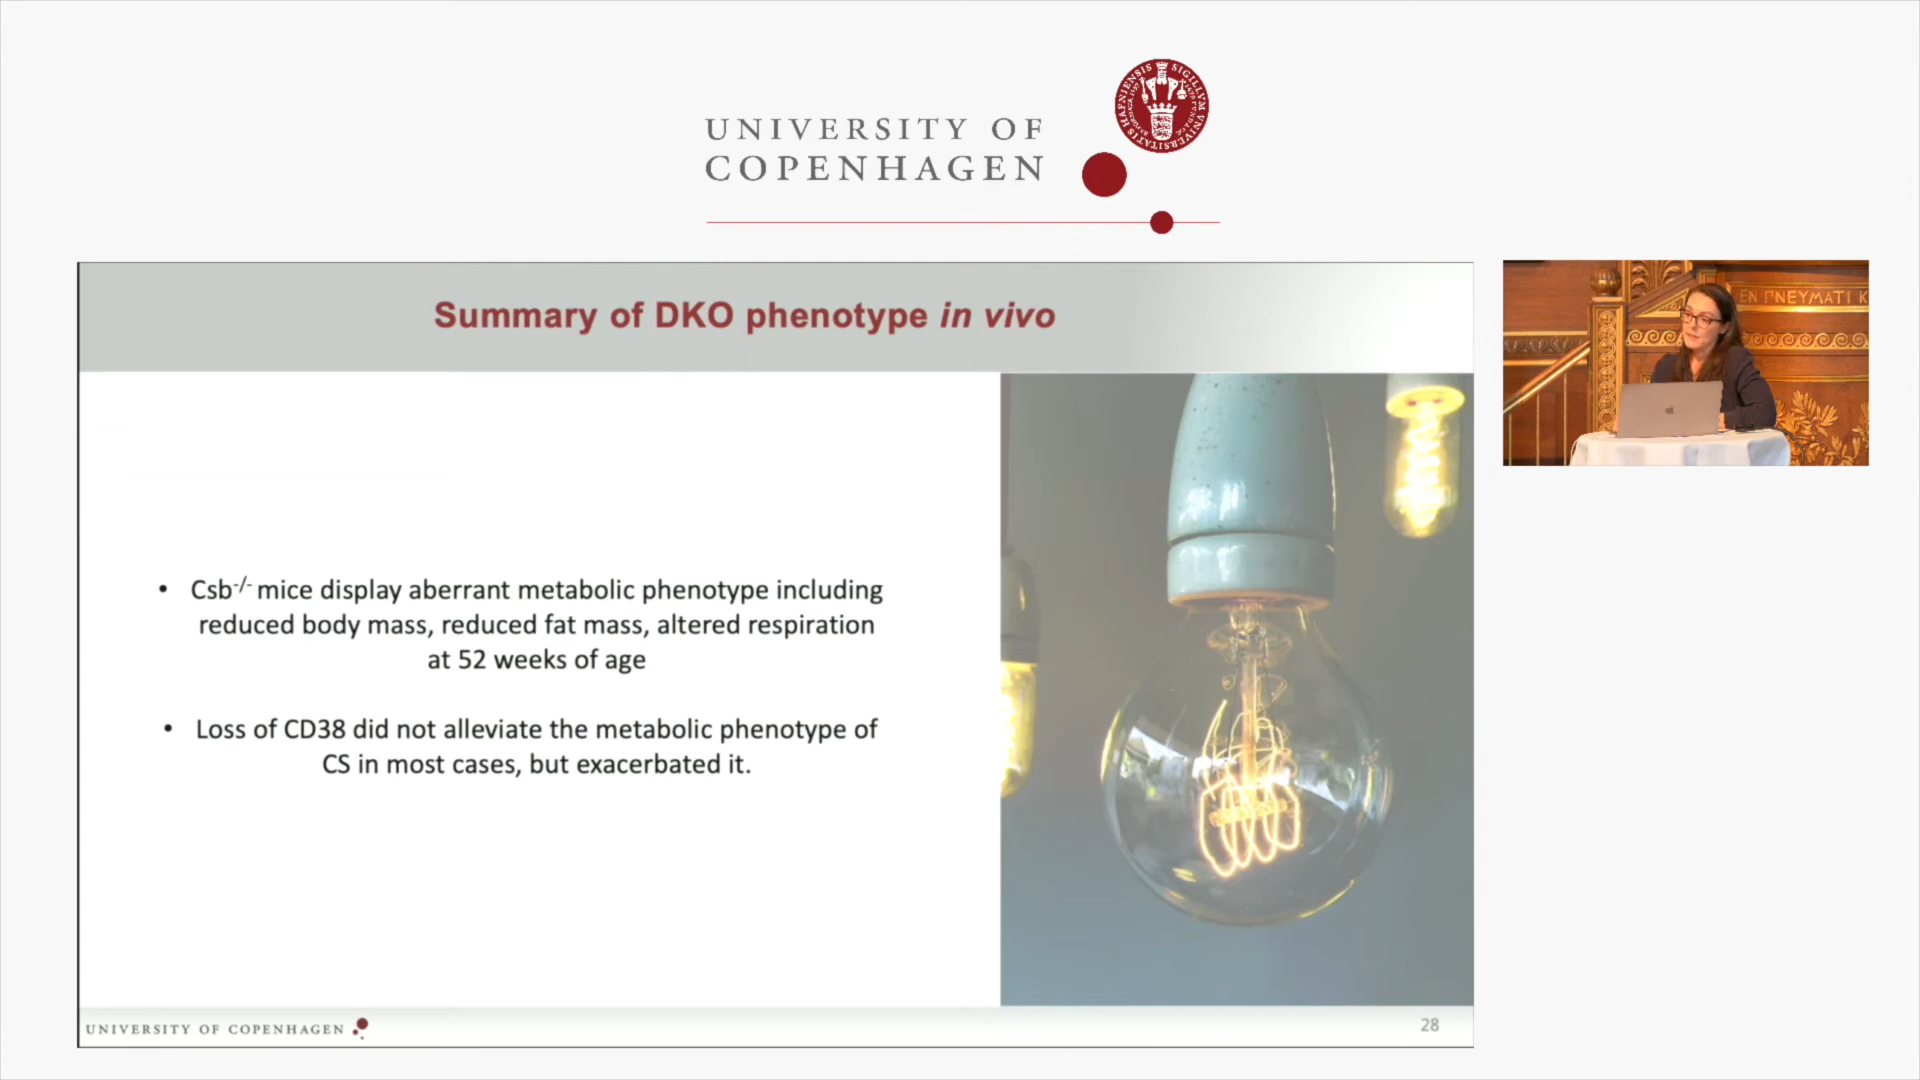 UNIVERSITY OF
COPENHAGEN
Summary of DKO phenotype in vivo
EN PNEYMATI K
• Csb-/- mice display aberrant metabolic phenotype including
reduced body mass, reduced fat mass, altered respiration
at 52 weeks of age
• Loss of CD38 did not alleviate the metabolic phenotype of
CS in most cases, but exacerbated it.
UNIVERSITY OF COPENHAGEN
28